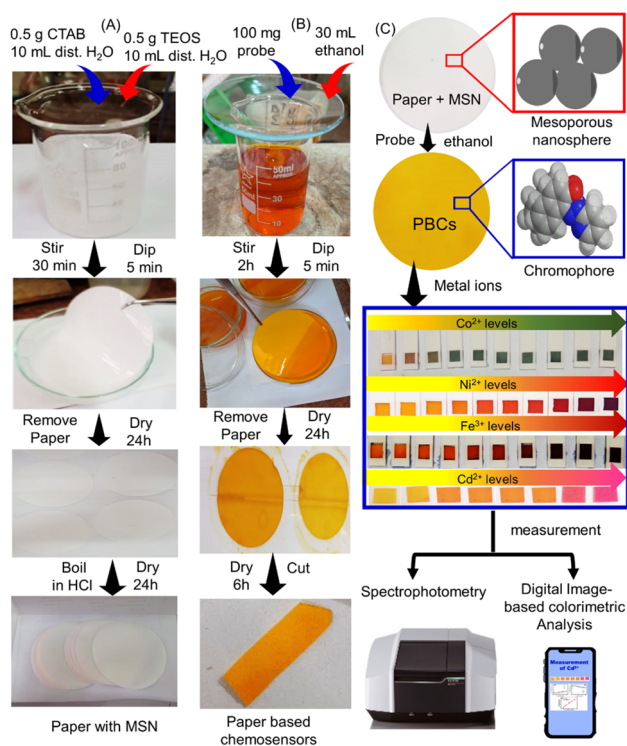 (A)
0.5 g CTAB
10 mL dist. H₂O
0.5 g TEOS
10 mL dist. H₂O
Stir
30 min
Dip
5 min
Remove
Paper
Dry
24h
Boil
in HCl
Dry
24h
Paper with MSN
(B)
100 mg
probe
30 mL
ethanol
50ml
APPROX
30
10
Stir
2h
Dip
5 min
Remove
Paper
Dry
24h
Dry
6h
Cut
Paper based
chemosensors
(C)
Paper + MSN
Mesoporous
nanosphere
Probe
ethanol
PBCs
Chromophore
Metal ions
Co²⁺ levels
Ni²⁺ levels
Fe³⁺ levels
Cd²⁺ levels
measurement
Spectrophotometry
Digital Image-
based colorimetric
Analysis
Measurement
of Cd²⁺